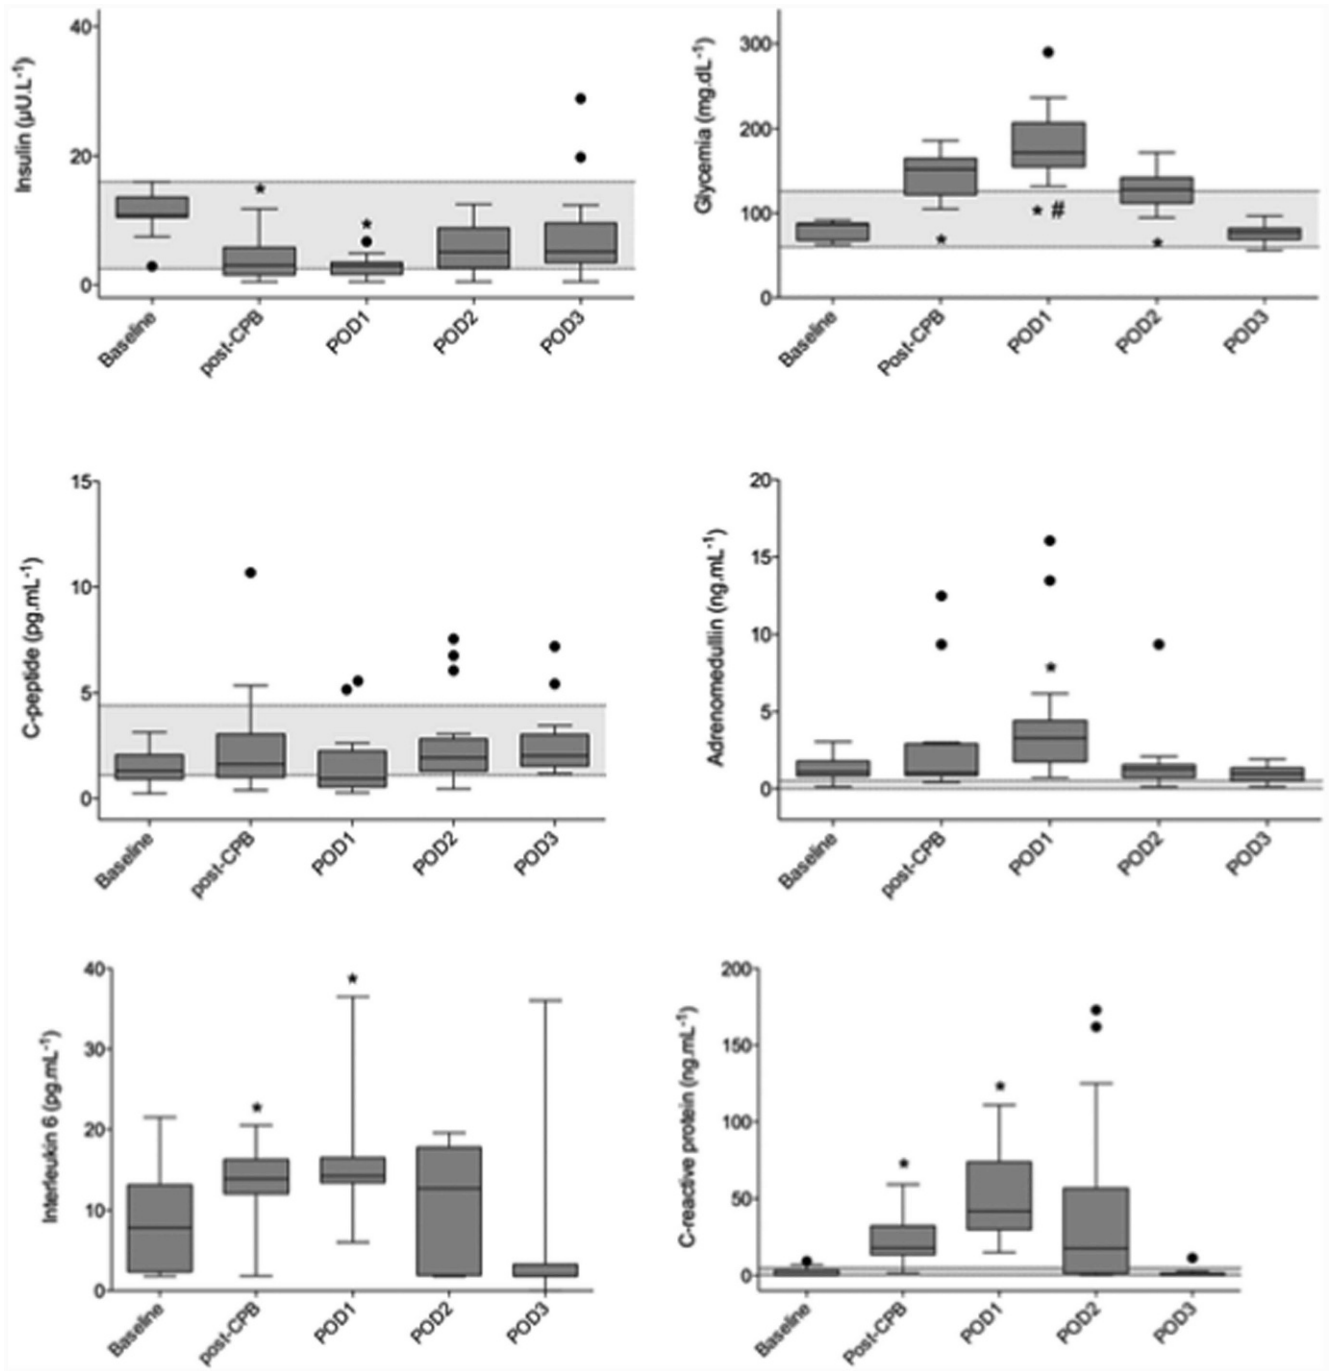 Insulin (µU.L⁻¹)
40
20
0
Baseline
post-CPB
POD1
POD2
POD3
*
*
Glycemia (mg.dL⁻¹)
300
200
100
0
Baseline
Post-CPB
POD1
POD2
POD3
*
* #
*
C-peptide (pg.mL⁻¹)
15
10
5
0
Baseline
post-CPB
POD1
POD2
POD3
Adrenomedullin (ng.mL⁻¹)
20
15
10
5
0
Baseline
post-CPB
POD1
POD2
POD3
*
Interleukin 6 (pg.mL⁻¹)
40
30
20
10
0
Baseline
post-CPB
POD1
POD2
POD3
*
*
C-reactive protein (ng.mL⁻¹)
200
150
100
50
0
Baseline
Post-CPB
POD1
POD2
POD3
*
*